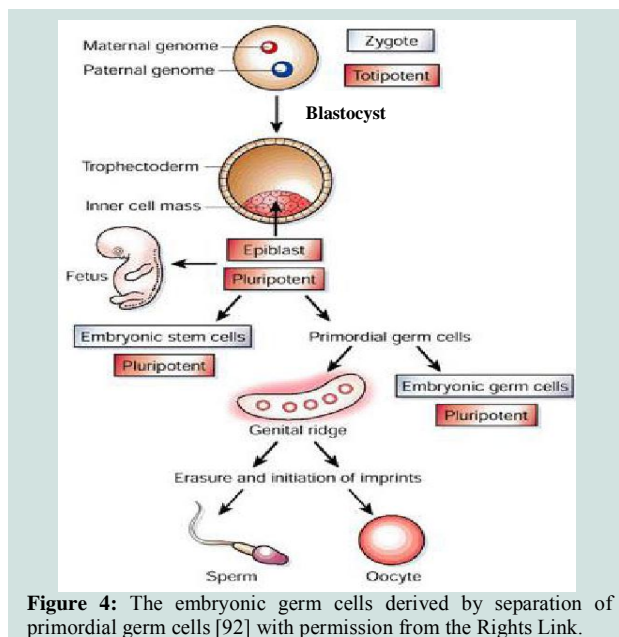 Maternal genome
Zygote
Paternal genome
Totipotent
Blastocyst
Trophectoderm
Inner cell mass
Epiblast
Fetus
Pluripotent
Embryonic stem cells
Primordial germ cells
Pluripotent
Embryonic germ cells
Pluripotent
Genital ridge
Erasure and initiation of imprints
Sperm
Oocyte
Figure 4: The embryonic germ cells derived by separation of
primordial germ cells [92] with permission from the Rights Link.